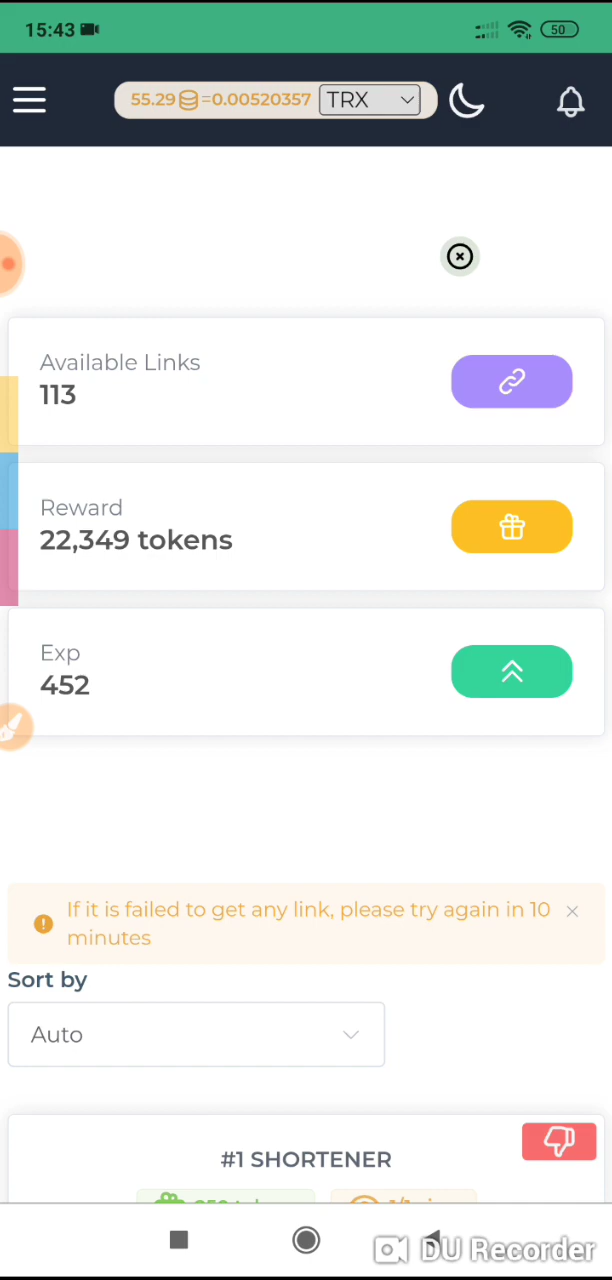 15:43 50
55.29=0.00520357 TRX
Available Links
113
Reward
22,349 tokens
Exp
452
If it is failed to get any link, please try again in 10
minutes
Sort by
Auto
#1 SHORTENER
DU Recorder